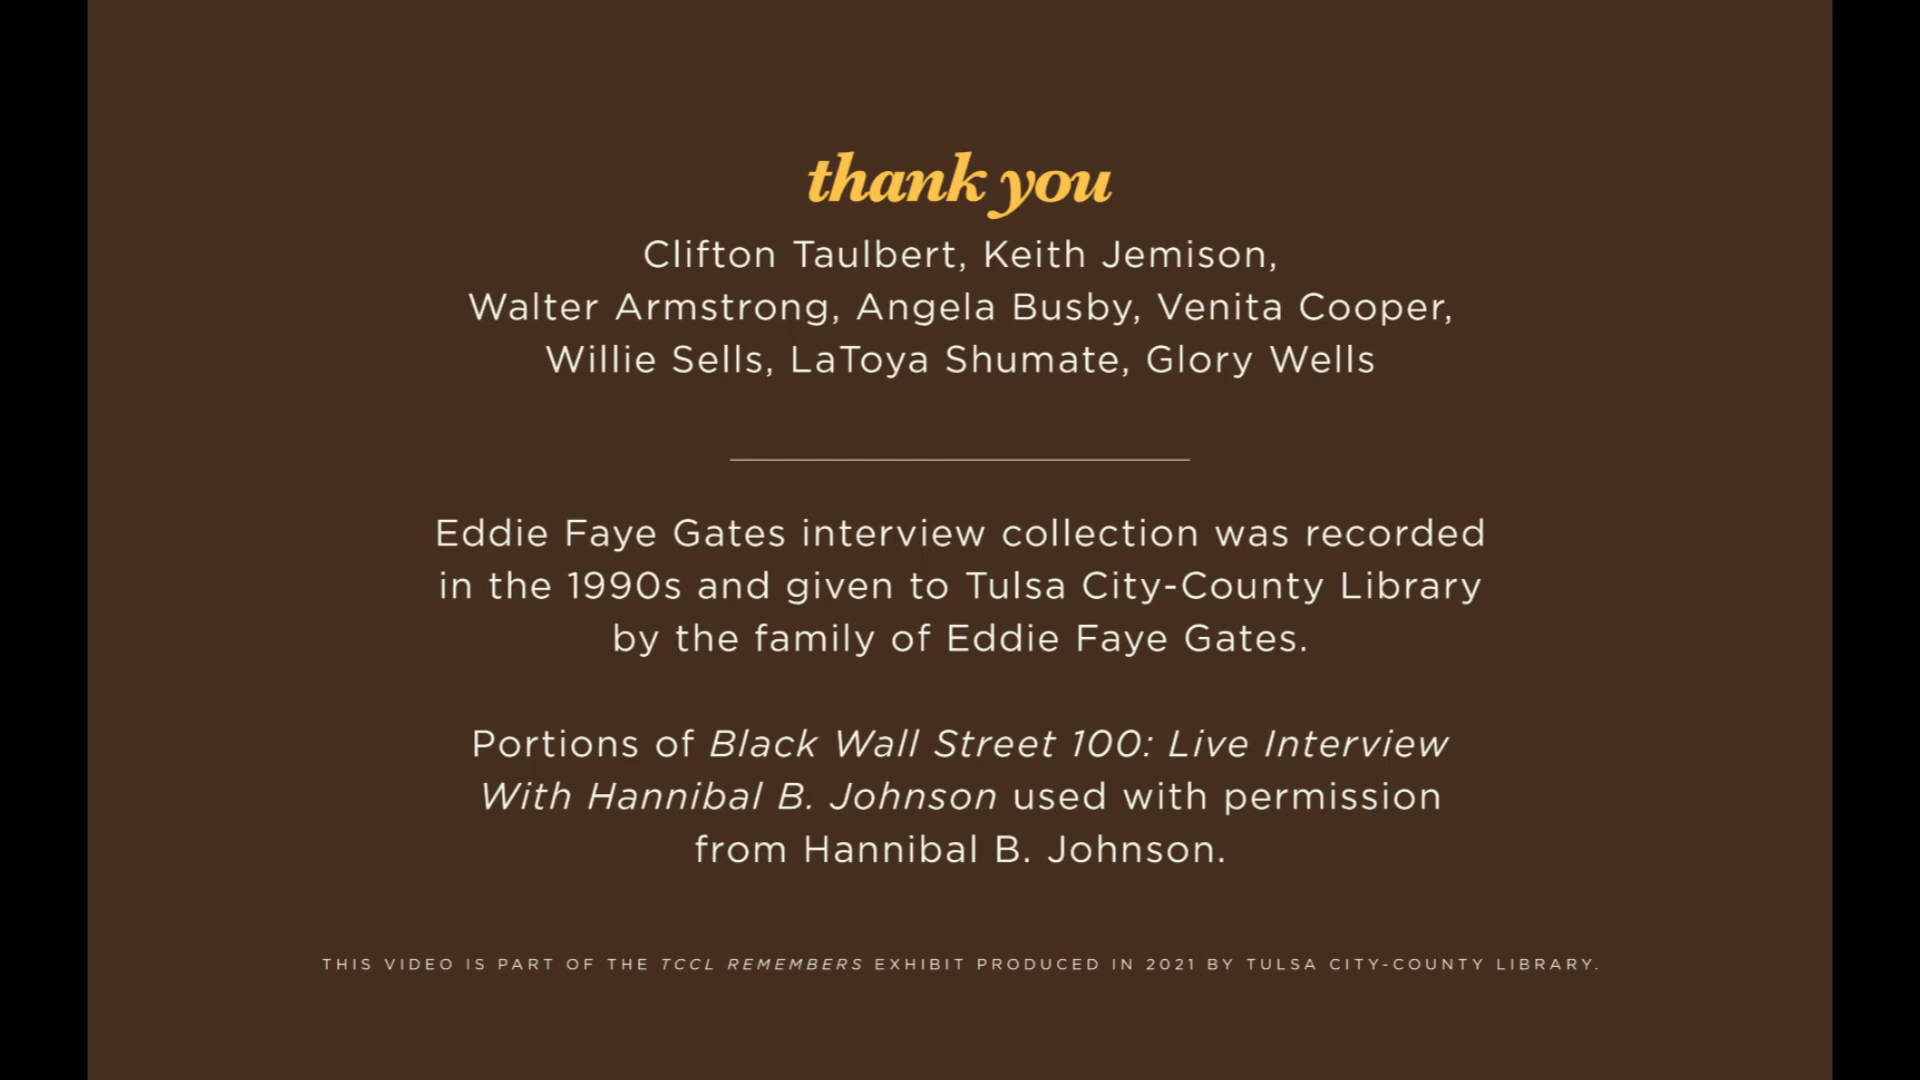 thank you
Clifton Taulbert, Keith Jemison,
Walter Armstrong, Angela Busby, Venita Cooper,
Willie Sells, LaToya Shumate, Glory Wells
Eddie Faye Gates interview collection was recorded
in the 1990s and given to Tulsa City-County Library
by the family of Eddie Faye Gates.
Portions of Black Wall Street 100: Live Interview
With Hannibal B. Johnson used with permission
from Hannibal B. Johnson.
THIS VIDEO IS PART OF THE TCCL REMEMBERS EXHIBIT PRODUCED IN 2021 BY TULSA CITY-COUNTY LIBRARY.